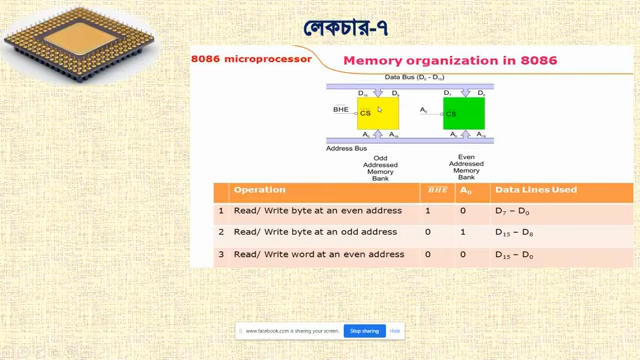 লেকচার-৭
8086 microprocessor
Memory organization in 8086
Data Bus (D₀ - D₁₅)
D₁₅ D₈ D₇ D₀
BHE CS A₀ CS
A₁₉ A₀ A₁₉
Address Bus
Odd Addressed Memory Bank
Even Addressed Memory Bank
Operation BHE A₀ Data Lines Used
1 Read/ Write byte at an even address 1 0 D₇ – D₀
2 Read/ Write byte at an odd address 0 1 D₁₅ – D₈
3 Read/ Write word at an even address 0 0 D₁₅ – D₀
www.facebook.com is sharing your screen. Stop sharing Hide